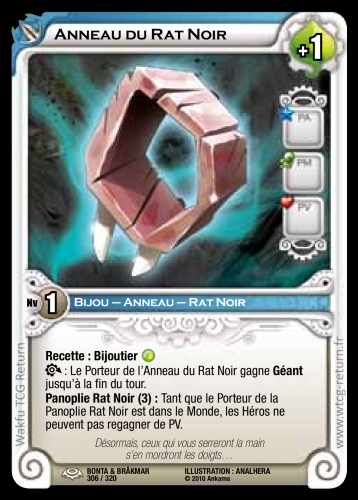 Anneau du Rat Noir
+1
PA
PM
PV
Nv 1
Bijou – Anneau – Rat Noir
Recette : Bijoutier
: Le Porteur de l'Anneau du Rat Noir gagne Géant
jusqu'à la fin du tour.
Panoplie Rat Noir (3) : Tant que le Porteur de la
Panoplie Rat Noir est dans le Monde, les Héros ne
peuvent pas regagner de PV.
Désormais, ceux qui vous serreront la main
s'en mordront les doigts…
Wakfu TCG Return
www.wtcg-return.fr
BONTA & BRÂKMAR
306 / 320
ILLUSTRATION : ANALHERA
© 2010 Ankama